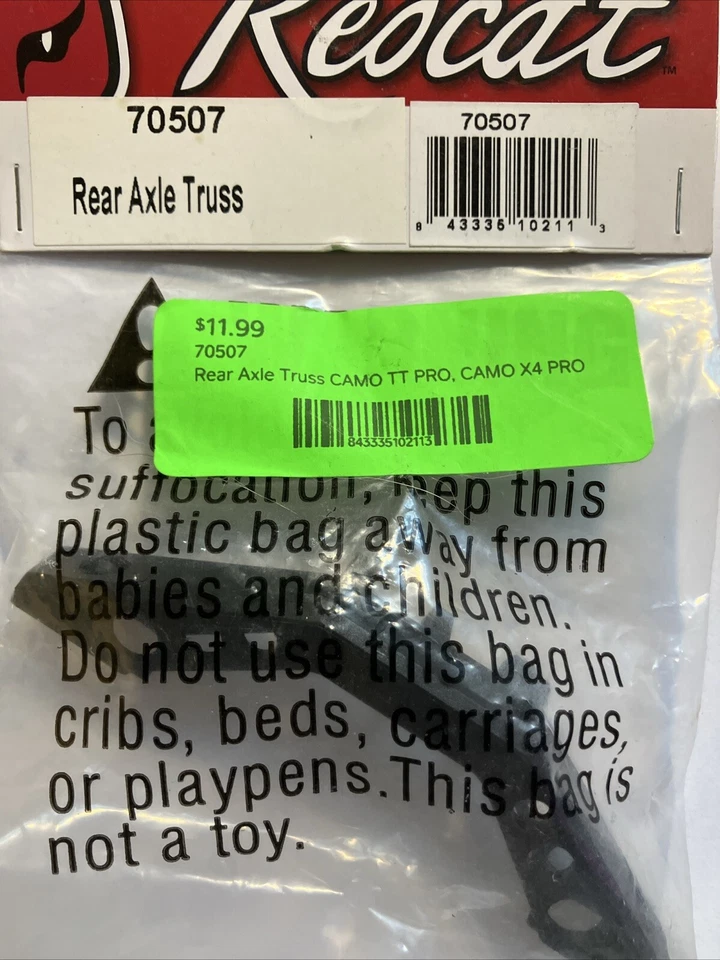 Redcat
TM
70507
Rear Axle Truss
70507
8 43335 10211 3
$11.99
70507
Rear Axle Truss CAMO TT PRO, CAMO X4 PRO
843335102113
To a
suffocation, keep this
plastic bag away from
babies and children.
Do not use this bag in
cribs, beds, carriages,
or playpens.This bag is
not a toy.